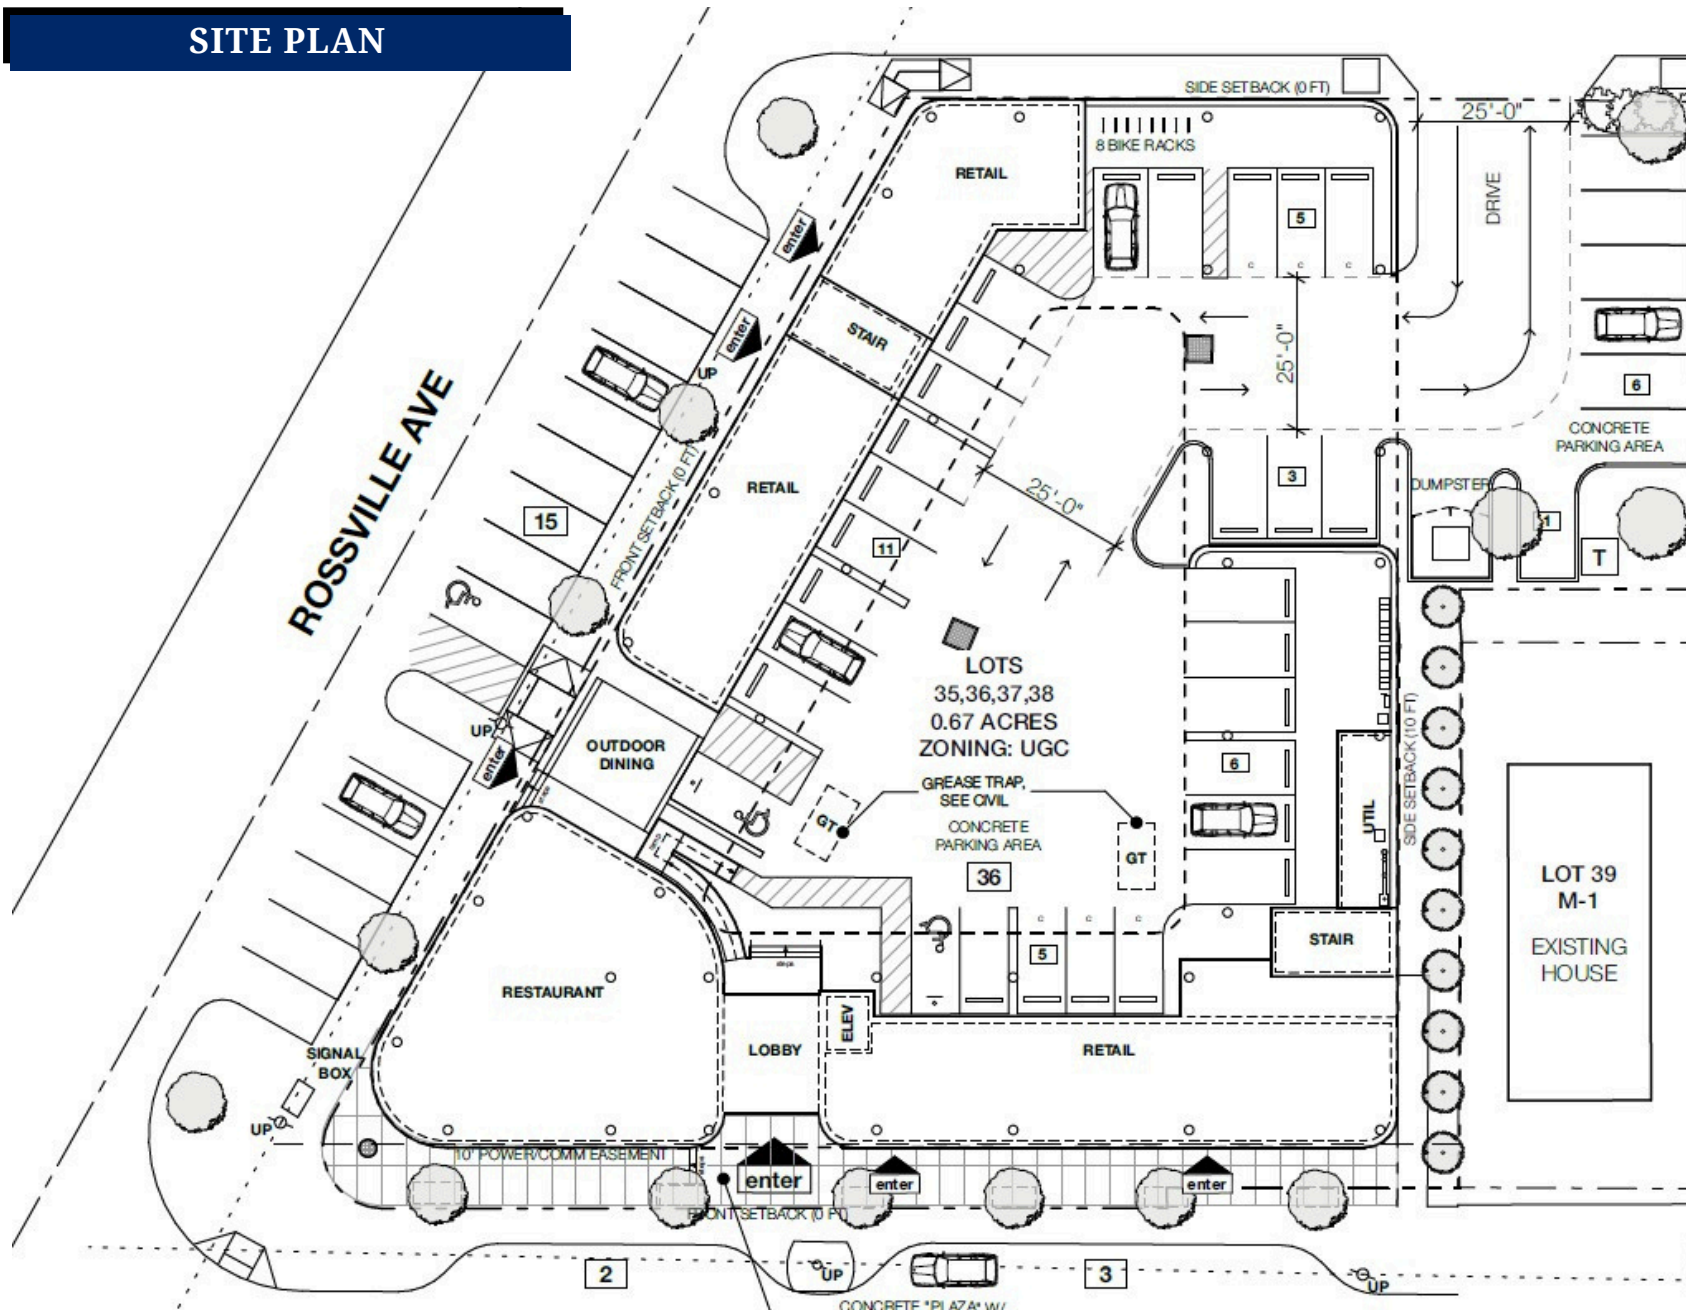 SITE PLAN
SIDE SETBACK (0 FT)
25'-0"
8 BIKE RACKS
RETAIL
DRIVE
5
enter
enter
STAIR
UP
25'-0"
6
CONCRETE
PARKING AREA
ROSSVILLE AVE
FRONT SETBACK (0 FT)
RETAIL
25'-0"
3
DUMPSTER
1
T
15
11
LOTS
35,36,37,38
0.67 ACRES
ZONING: UGC
SIDE SETBACK (10 FT)
UP
enter
OUTDOOR
DINING
GREASE TRAP,
SEE CIVIL
6
UTIL
GT
CONCRETE
PARKING AREA
GT
36
LOT 39
M-1
EXISTING
HOUSE
C
C
C
C
C
5
STAIR
RESTAURANT
ELEV
LOBBY
RETAIL
SIGNAL
BOX
UP
10' POWER/COMM EASEMENT
enter
enter
enter
FRONT SETBACK (0 FT)
2
UP
3
UP
CONCRETE "PLAZA" W/